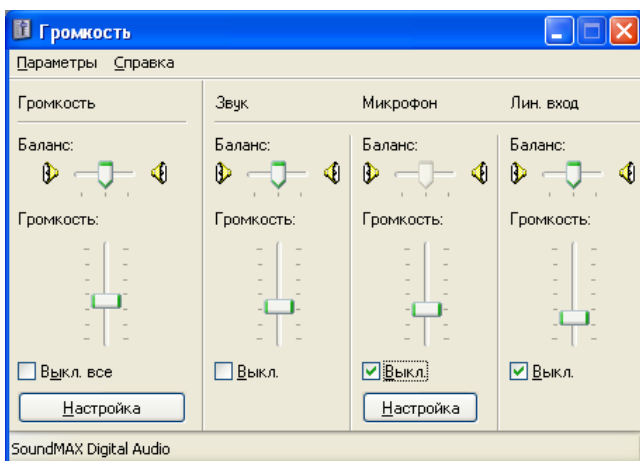 Громкость
Параметры Справка
Громкость Звук Микрофон Лин. вход
Баланс: Баланс: Баланс: Баланс:
Громкость: Громкость: Громкость: Громкость:
Выкл. все Выкл. Выкл. Выкл.
Настройка Настройка
SoundMAX Digital Audio